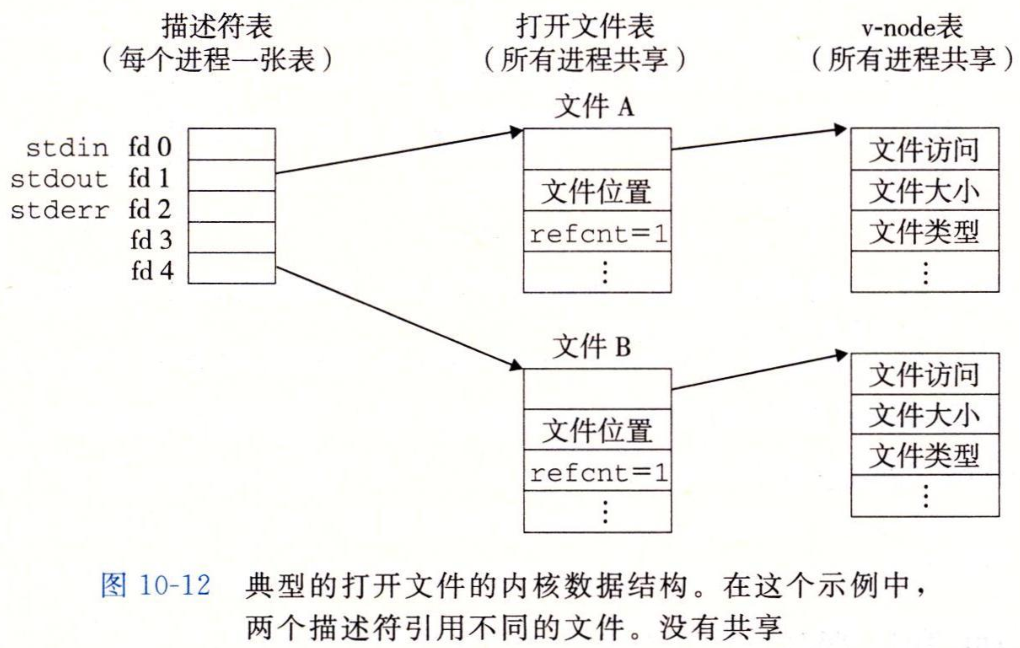 描述符表
（每个进程一张表）
打开文件表
（所有进程共享）
v-node表
（所有进程共享）
stdin fd 0
stdout fd 1
stderr fd 2
fd 3
fd 4
文件 A
文件位置
refcnt=1
⋮
文件访问
文件大小
文件类型
⋮
文件 B
文件位置
refcnt=1
⋮
文件访问
文件大小
文件类型
⋮
图 10-12 典型的打开文件的内核数据结构。在这个示例中，
两个描述符引用不同的文件。没有共享